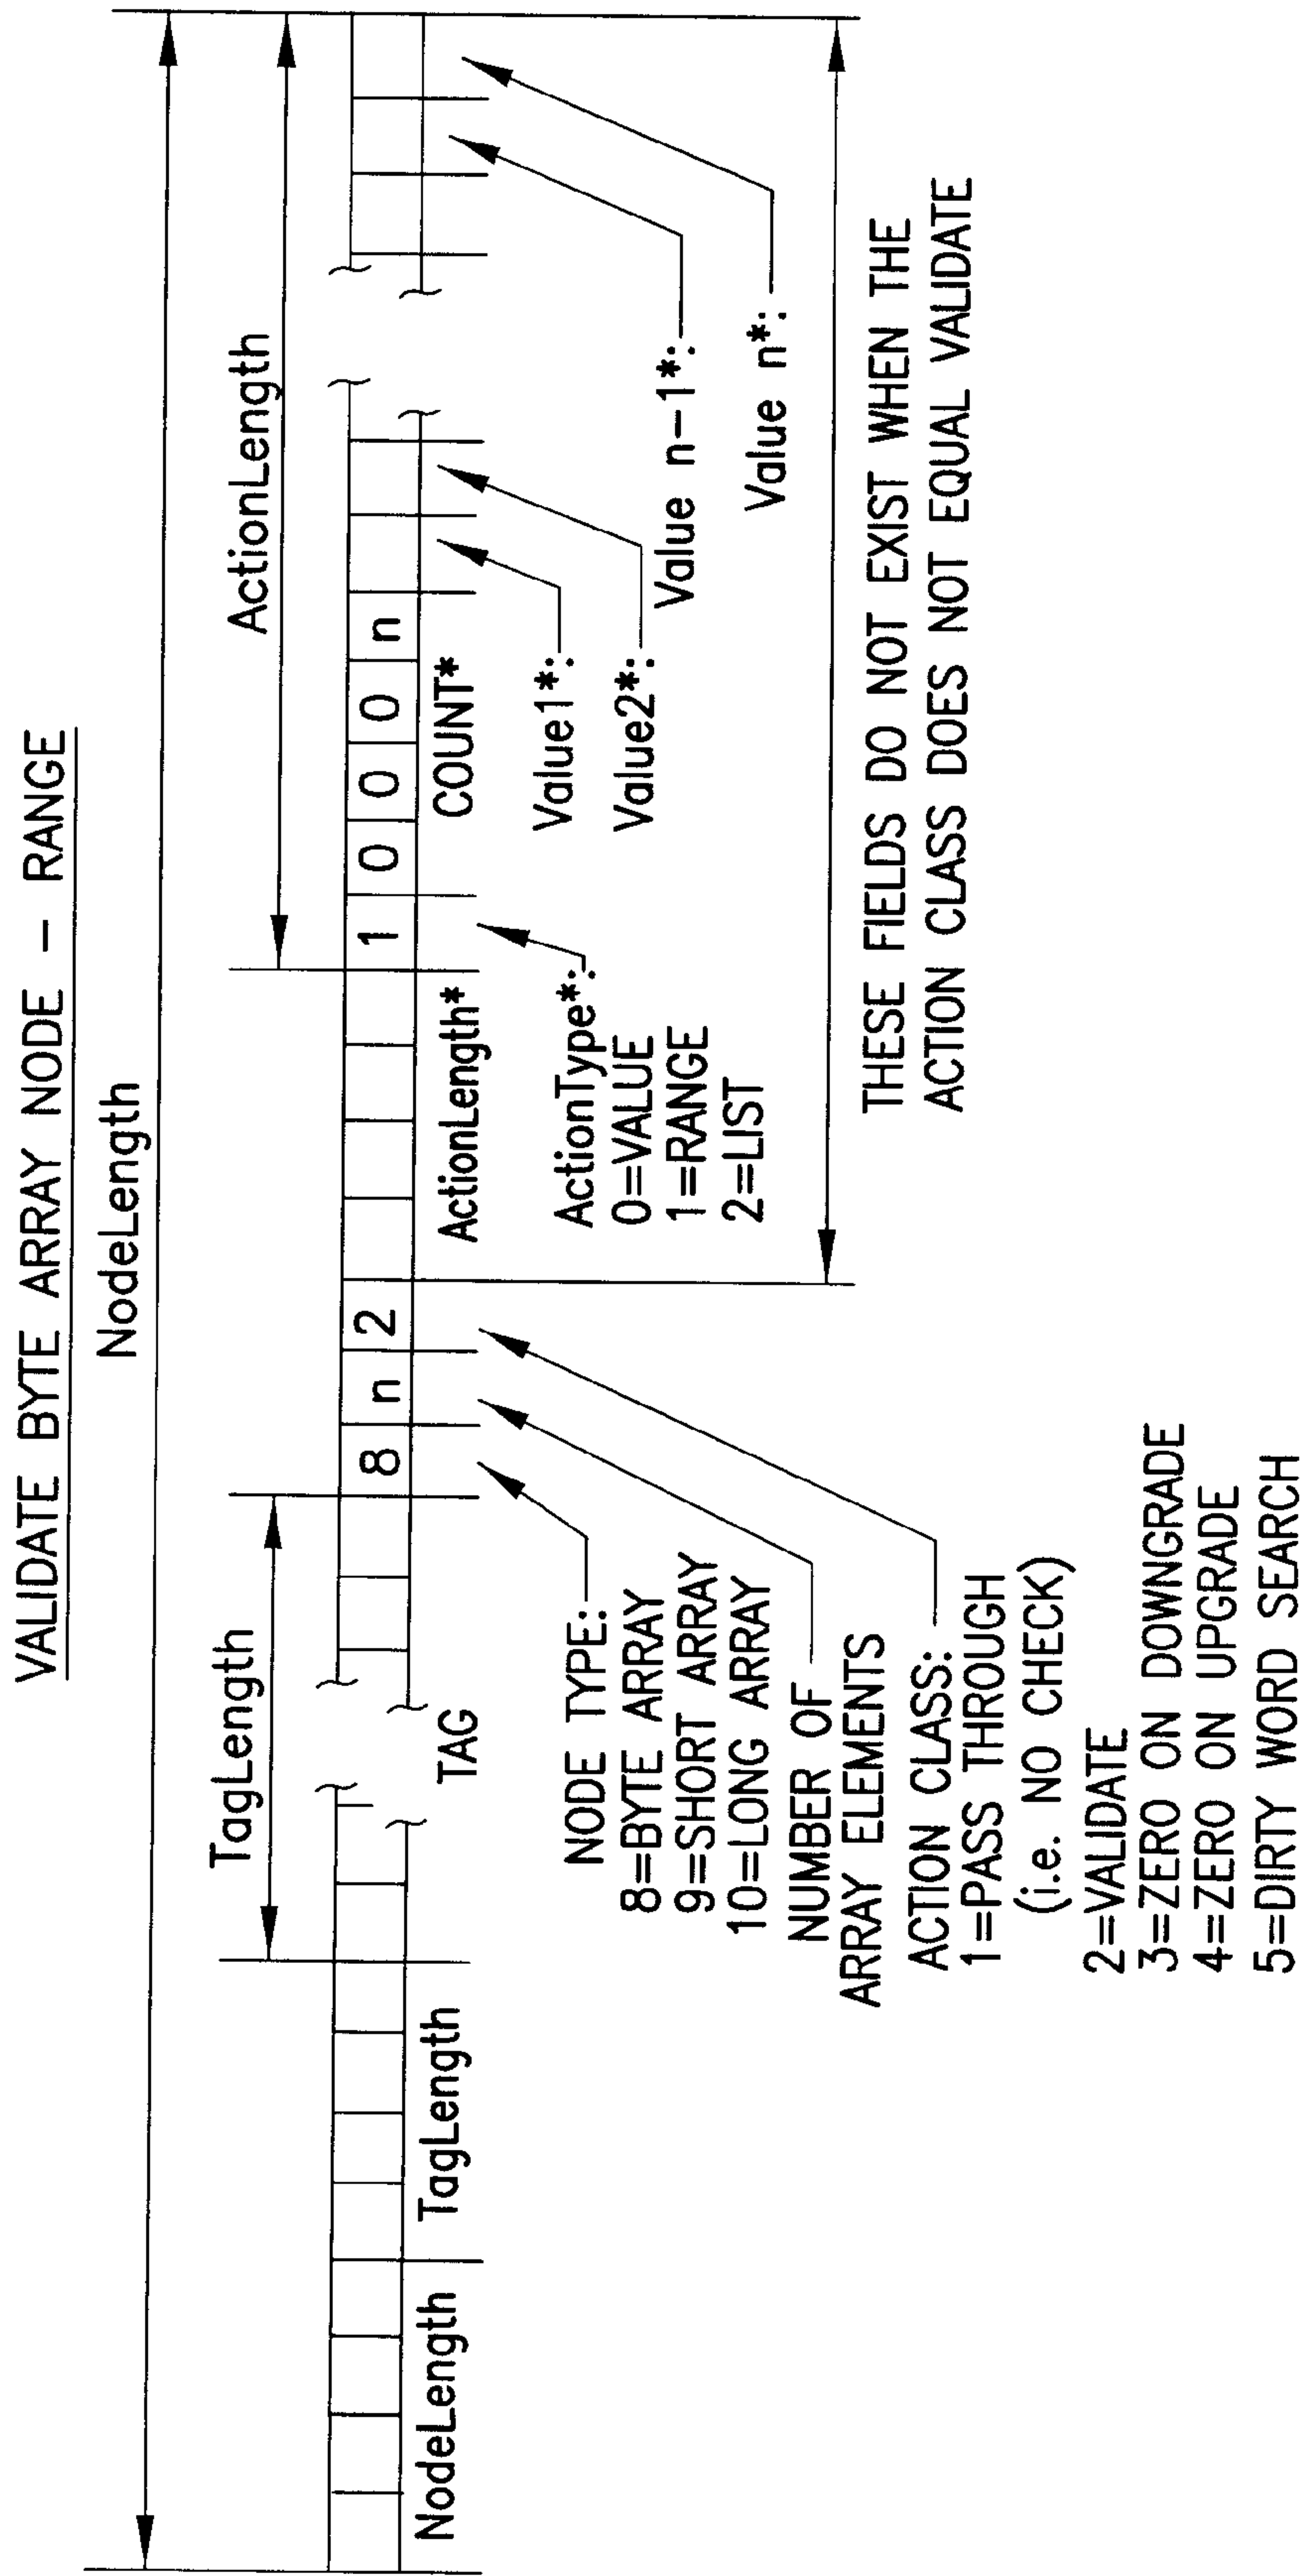 VALIDATE BYTE ARRAY NODE – RANGE
NodeLength
TagLength
ActionLength
8 n 2
1 0 0 0 n
NodeLength
TagLength
TAG
ActionLength*
COUNT*
NODE TYPE:
8=BYTE ARRAY
9=SHORT ARRAY
10=LONG ARRAY
NUMBER OF
ARRAY ELEMENTS
ACTION CLASS:
1=PASS THROUGH
(i.e. NO CHECK)
2=VALIDATE
3=ZERO ON DOWNGRADE
4=ZERO ON UPGRADE
5=DIRTY WORD SEARCH
ActionType*:
0=VALUE
1=RANGE
2=LIST
Value1*:
Value2*:
Value n-1*:
Value n*:
THESE FIELDS DO NOT EXIST WHEN THE
ACTION CLASS DOES NOT EQUAL VALIDATE